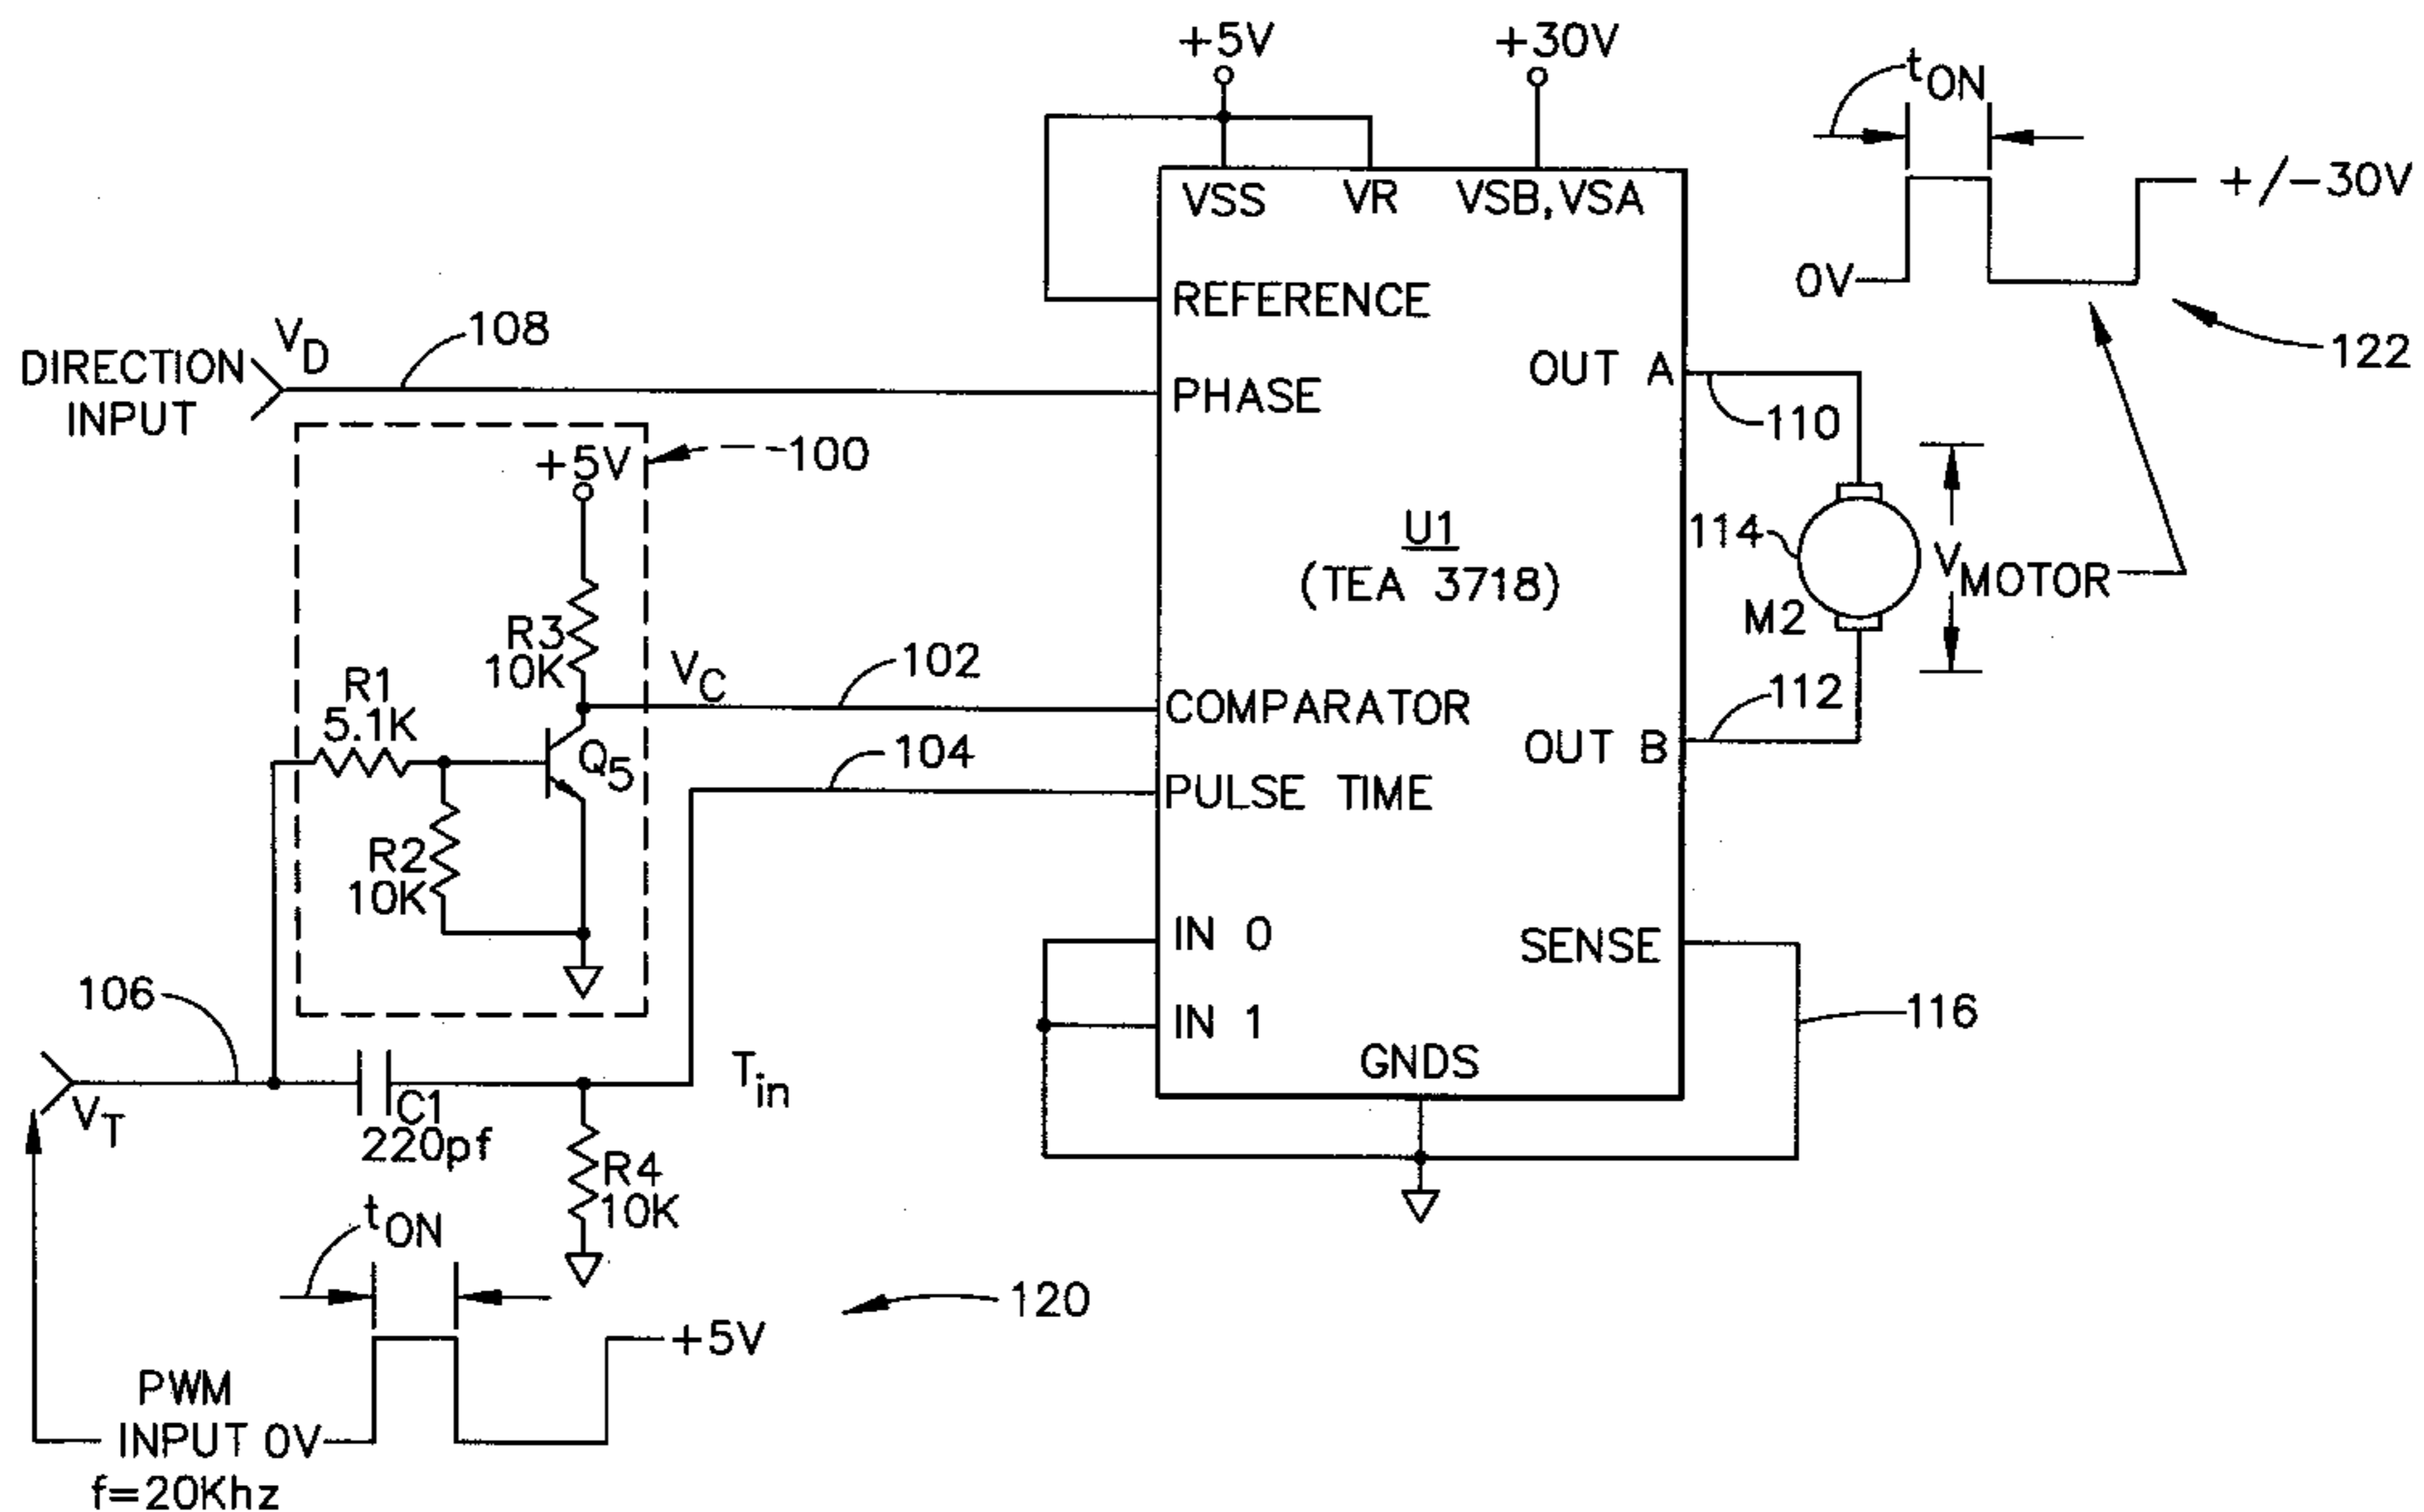 +5V
+30V
tON
VSS
VR
VSB,VSA
+/-30V
0V
REFERENCE
108
VD
DIRECTION
INPUT
122
PHASE
OUT A
110
+5V
100
U1
(TEA 3718)
114
VMOTOR
M2
R3
10K
VC
102
R1
5.1K
COMPARATOR
112
Q5
104
OUT B
PULSE TIME
R2
10K
IN 0
SENSE
106
IN 1
116
GNDS
Tin
VT
C1
220pf
R4
10K
tON
120
+5V
PWM
INPUT 0V
f=20Khz